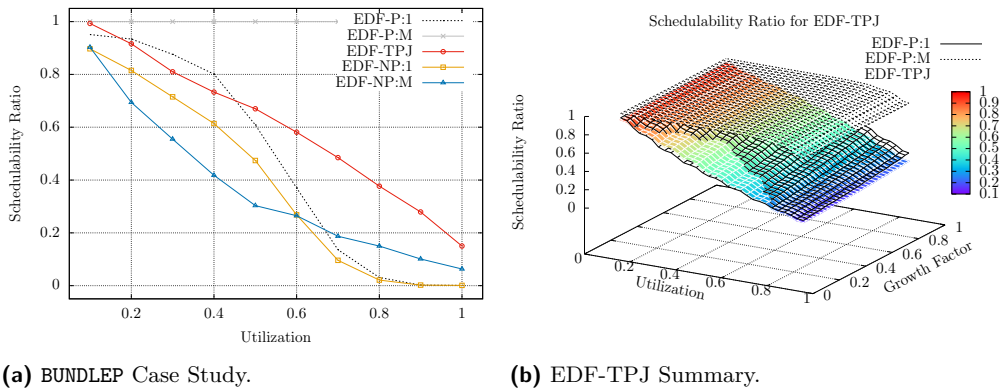 EDF-P:1
EDF-P:M
EDF-TPJ
EDF-NP:1
EDF-NP:M
1
0.8
0.6
0.4
0.2
0
Schedulability Ratio
0.2 0.4 0.6 0.8 1
Utilization
(a) BUNDLEP Case Study.
Schedulability Ratio for EDF-TPJ
EDF-P:1
EDF-P:M
EDF-TPJ
1
0.9
0.8
0.7
0.6
0.5
0.4
0.3
0.2
0.1
Schedulability Ratio
1
0.8
0.6
0.4
0.2
0
0 0.2 0.4 0.6 0.8 1
Utilization
0 0.2 0.4 0.6 0.8 1
Growth Factor
(b) EDF-TPJ Summary.